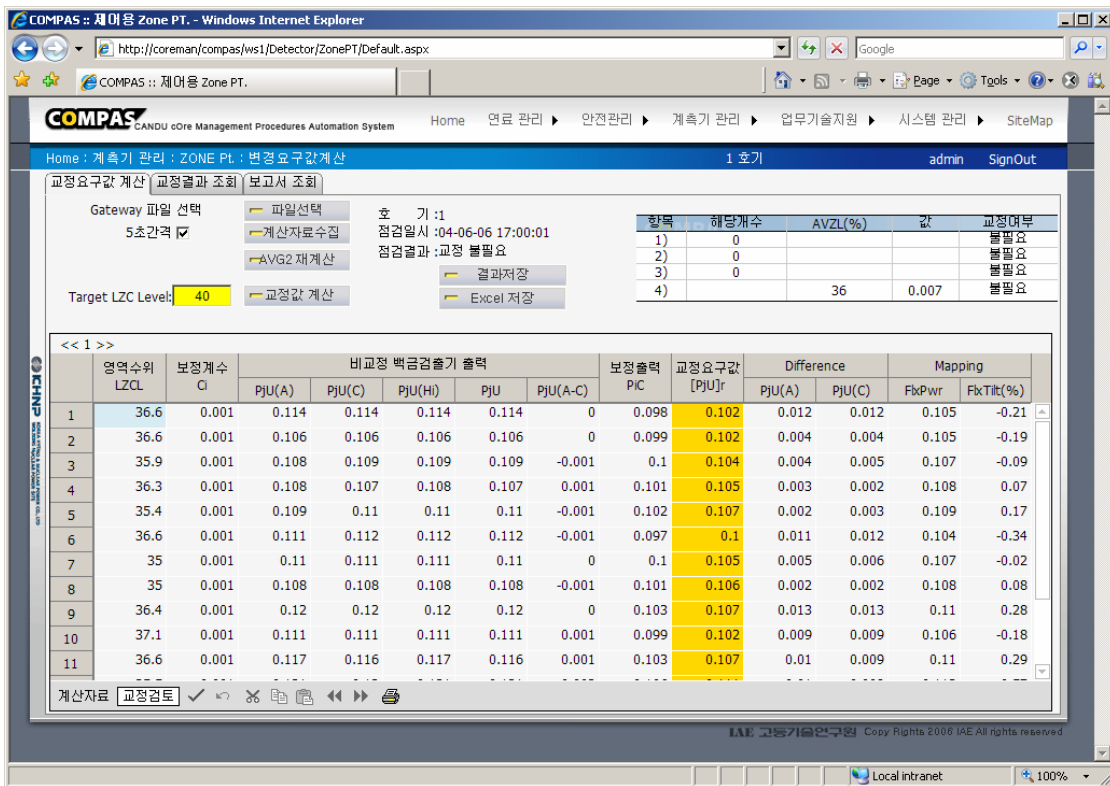 COMPAS :: 제어용 Zone PT. - Windows Internet Explorer
http://coreman/compas/ws1/Detector/ZonePT/Default.aspx
Google
COMPAS :: 제어용 Zone PT.
Page
Tools
COMPAS CANDU cOre Management Procedures Automation System
Home 연료 관리 안전관리 계측기 관리 업무기술지원 시스템 관리 SiteMap
Home : 계측기 관리 : ZONE Pt. : 변경요구값계산 1 호기 admin SignOut
교정요구값 계산 교정결과 조회 보고서 조회
Gateway 파일 선택 파일선택 호 기 :1
5초간격 계산자료수집 점검일시 :04-06-06 17:00:01
AVG2 재계산 점검결과 :교정 불필요
결과저장
Target LZC Level: 40 교정값 계산 Excel 저장
항목 해당개수 AVZL(%) 값 교정여부
1) 0 불필요
2) 0 불필요
3) 0 불필요
4) 36 0.007 불필요
<< 1 >>
영역수위 LZCL 보정계수 Ci 비교정 백금검출기 출력 보정출력 PiC 교정요구값 [PjU]r Difference Mapping
PjU(A) PjU(C) PjU(Hi) PjU PjU(A-C) PjU(A) PjU(C) FlxPwr FlxTilt(%)
1 36.6 0.001 0.114 0.114 0.114 0.114 0 0.098 0.102 0.012 0.012 0.105 -0.21
2 36.6 0.001 0.106 0.106 0.106 0.106 0 0.099 0.102 0.004 0.004 0.105 -0.19
3 35.9 0.001 0.108 0.109 0.109 0.109 -0.001 0.1 0.104 0.004 0.005 0.107 -0.09
4 36.3 0.001 0.108 0.107 0.108 0.107 0.001 0.101 0.105 0.003 0.002 0.108 0.07
5 35.4 0.001 0.109 0.11 0.11 0.11 -0.001 0.102 0.107 0.002 0.003 0.109 0.17
6 36.6 0.001 0.111 0.112 0.112 0.112 -0.001 0.097 0.1 0.011 0.012 0.104 -0.34
7 35 0.001 0.11 0.111 0.111 0.11 0 0.1 0.105 0.005 0.006 0.107 -0.02
8 35 0.001 0.108 0.108 0.108 0.108 -0.001 0.101 0.106 0.002 0.002 0.108 0.08
9 36.4 0.001 0.12 0.12 0.12 0.12 0 0.103 0.107 0.013 0.013 0.11 0.28
10 37.1 0.001 0.111 0.111 0.111 0.111 0.001 0.099 0.102 0.009 0.009 0.106 -0.18
11 36.6 0.001 0.117 0.116 0.117 0.116 0.001 0.103 0.107 0.01 0.009 0.11 0.29
계산자료 교정검토
KHNP
IAE 고등기술연구원 Copy Rights 2006 IAE All rights reserved
Local intranet 100%